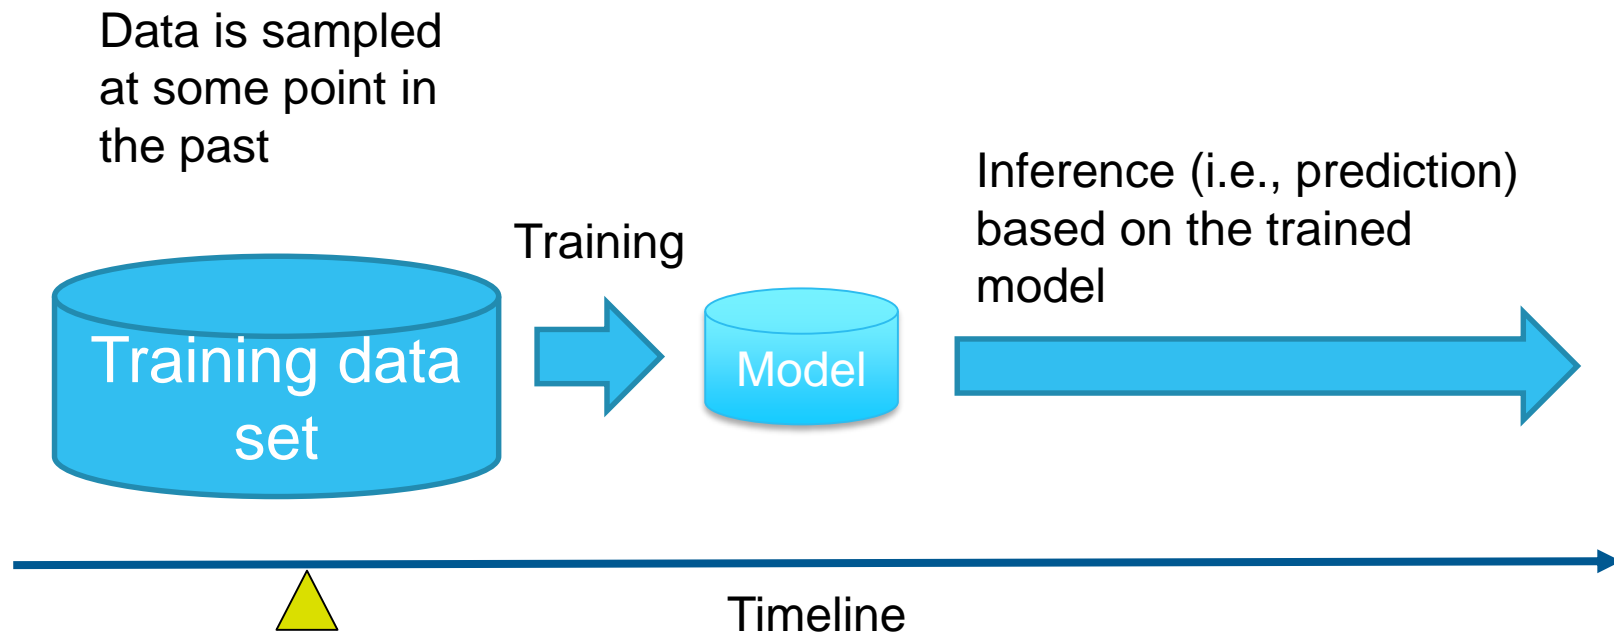 Data is sampled
at some point in
the past
Inference (i.e., prediction)
based on the trained
model
Training
Training data
set
Model
Timeline